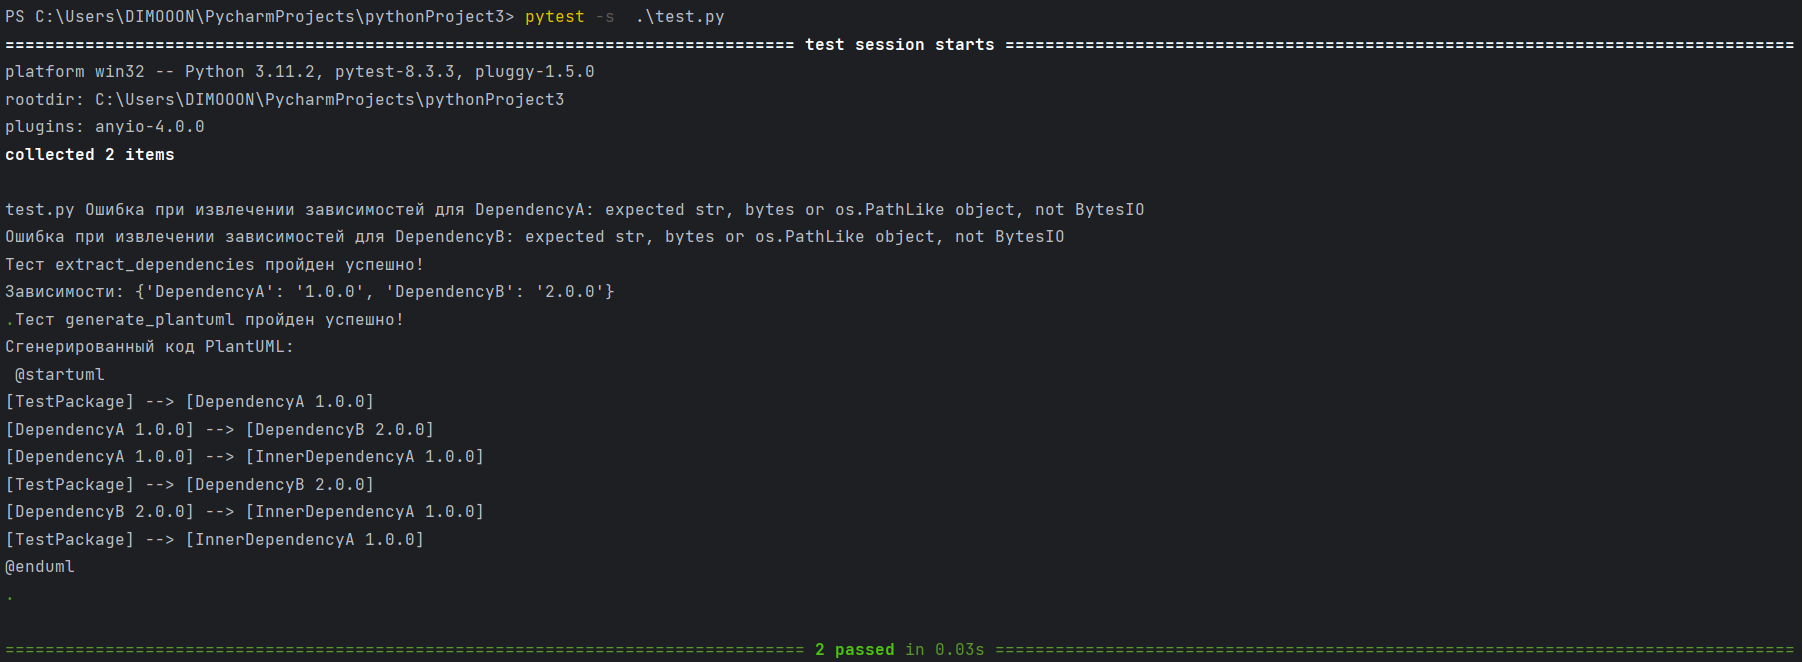 PS C:\Users\DIMOOON\PycharmProjects\pythonProject3> pytest -s  .\test.py
=============================================================================== test session starts ===============================================================================
platform win32 -- Python 3.11.2, pytest-8.3.3, pluggy-1.5.0
rootdir: C:\Users\DIMOOON\PycharmProjects\pythonProject3
plugins: anyio-4.0.0
collected 2 items
test.py Ошибка при извлечении зависимостей для DependencyA: expected str, bytes or os.PathLike object, not BytesIO
Ошибка при извлечении зависимостей для DependencyB: expected str, bytes or os.PathLike object, not BytesIO
Тест extract_dependencies пройден успешно!
Зависимости: {'DependencyA': '1.0.0', 'DependencyB': '2.0.0'}
.Тест generate_plantuml пройден успешно!
Сгенерированный код PlantUML:
 @startuml
[TestPackage] --> [DependencyA 1.0.0]
[DependencyA 1.0.0] --> [DependencyB 2.0.0]
[DependencyA 1.0.0] --> [InnerDependencyA 1.0.0]
[TestPackage] --> [DependencyB 2.0.0]
[DependencyB 2.0.0] --> [InnerDependencyA 1.0.0]
[TestPackage] --> [InnerDependencyA 1.0.0]
@enduml
.
================================================================================ 2 passed in 0.03s ================================================================================